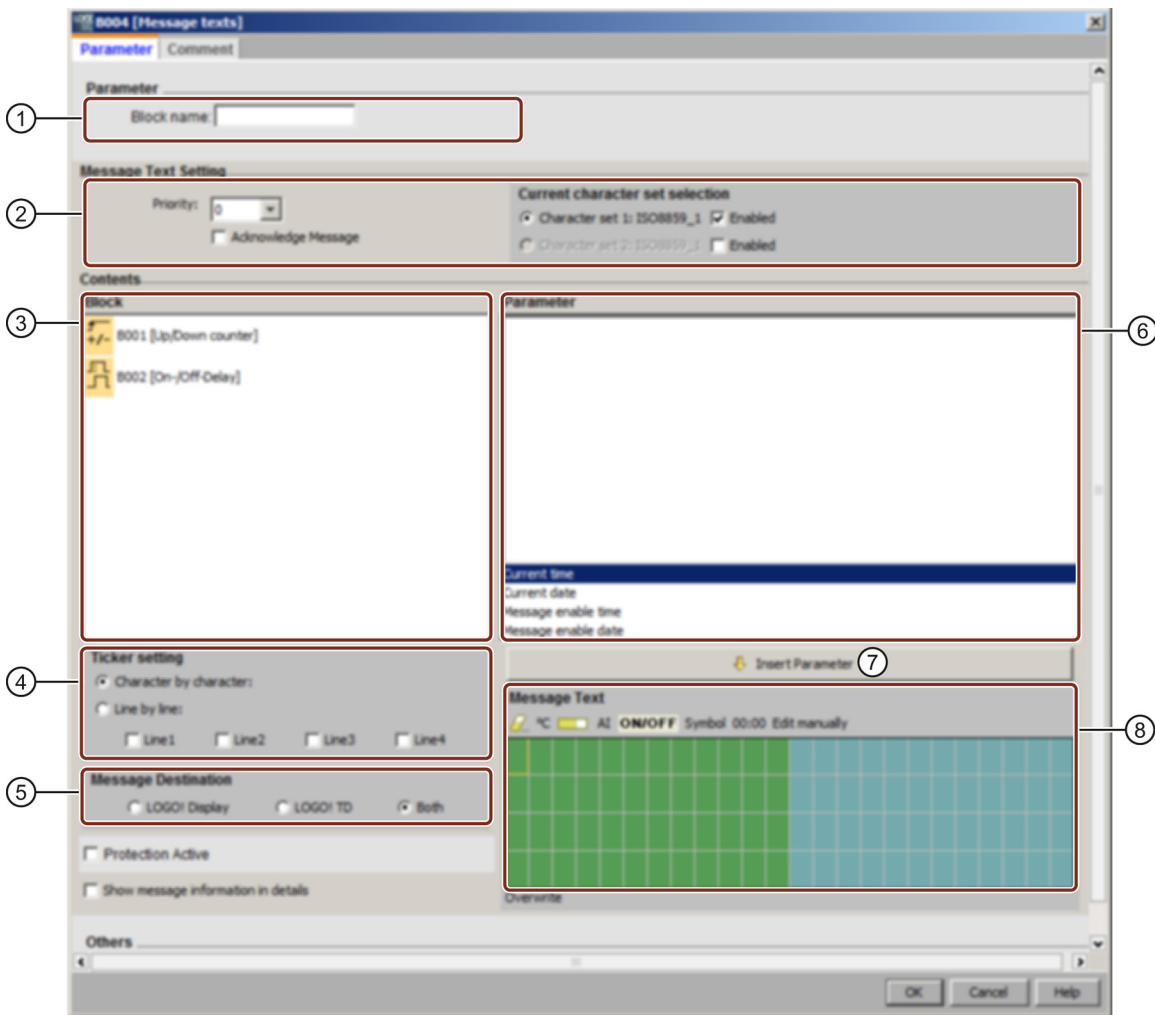 B004 [Message texts]
Parameter Comment
Parameter
1 Block name:
Message Text Setting
2 Priority: 0
Acknowledge Message
Current character set selection
Character set 1: ISO8859_1 Enabled
Character set 2: ISO8859_1 Enabled
Contents
3 Block
B001 [Up/Down counter]
B002 [On-/Off-Delay]
Parameter 6
Current time
Current date
Message enable time
Message enable date
4 Ticker setting
Character by character:
Line by line:
Line1 Line2 Line3 Line4
5 Message Destination
LOGO! Display LOGO! TD Both
Protection Active
Show message information in details
Insert Parameter 7
Message Text 8
°C AI ON/OFF Symbol 00:00 Edit manually
Overwrite
Others
OK Cancel Help